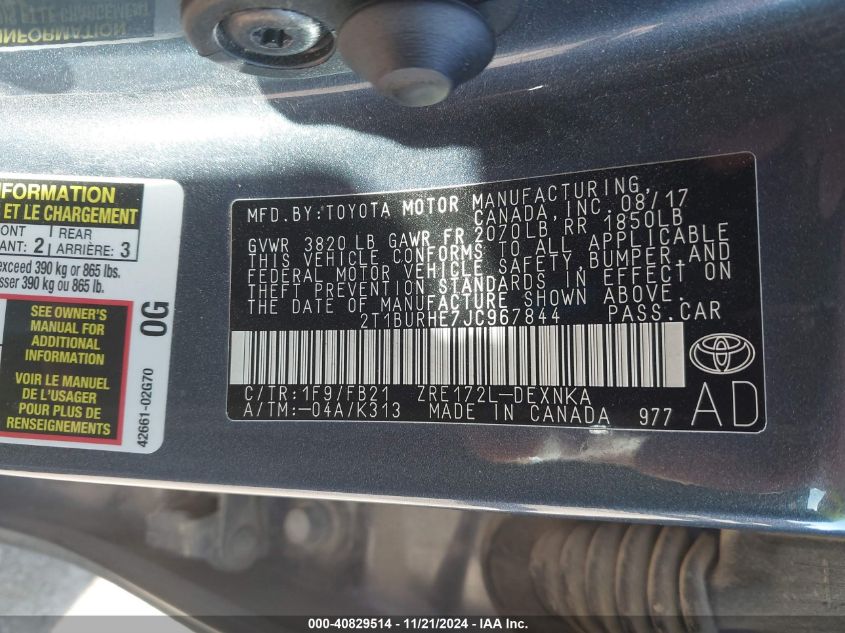 INFORMATION
NFORMATION
ET LE CHARGEMENT
ONT
ANT: 2
REAR
ARRIÈRE: 3
exceed 390 kg or 865 lbs.
sser 390 kg ou 865 lb.
SEE OWNER'S
MANUAL FOR
ADDITIONAL
INFORMATION
VOIR LE MANUEL
DE L'USAGER
POUR PLUS DE
RENSEIGNEMENTS
0G
42661-02G70
MFD.BY:TOYOTA MOTOR MANUFACTURING,
CANADA,INC. 08/17
GVWR 3820 LB GAWR FR 2070LB, RR 1850LB
THIS VEHICLE CONFORMS TO ALL APPLICABLE
FEDERAL MOTOR VEHICLE SAFETY, BUMPER,AND
THEFT PREVENTION STANDARDS IN EFFECT ON
THE DATE OF MANUFACTURE SHOWN ABOVE.
2T1BURHE7JC967844 PASS.CAR
C/TR:1F9/FB21 ZRE172L-DEXNKA
A/TM:-04A/K313 MADE IN CANADA 977
AD
000-40829514 - 11/21/2024 - IAA Inc.